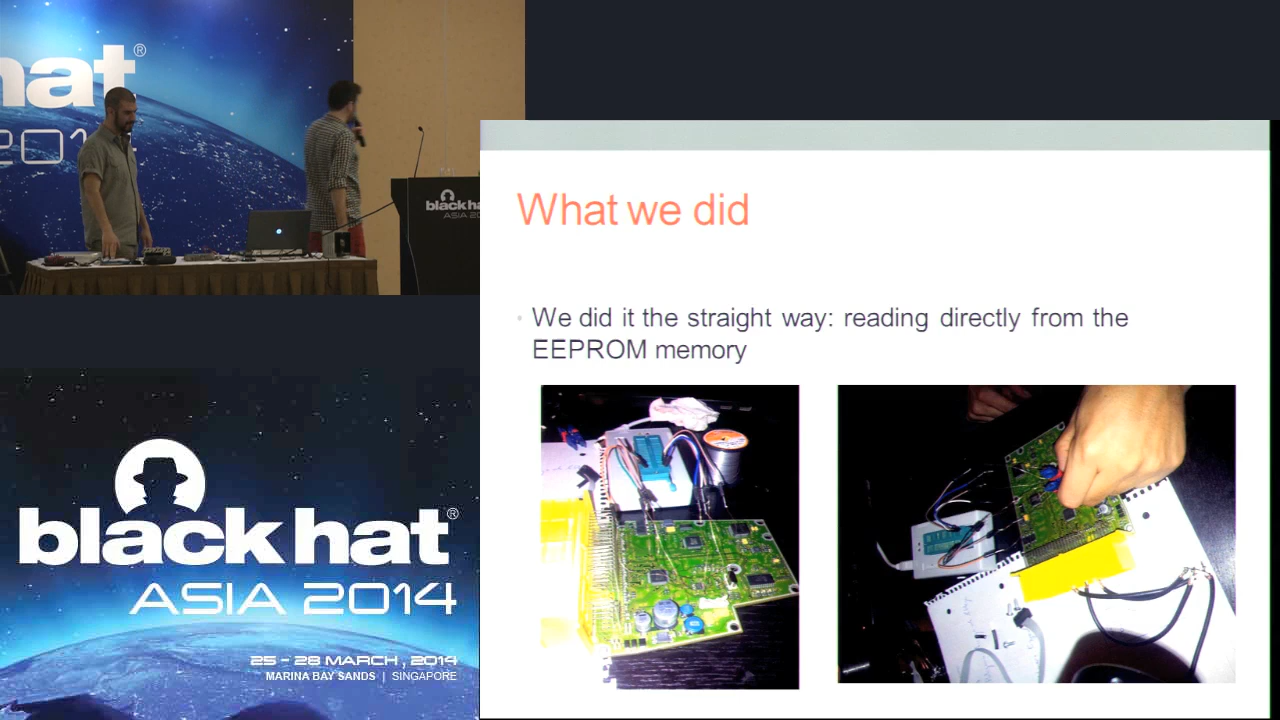 hat®
201
black ha
ASIA 20
What we did
We did it the straight way: reading directly from the
EEPROM memory
black hat®
ASIA 2014
25 - 28 MARCH, 2014
MARINA BAY SANDS | SINGAPORE